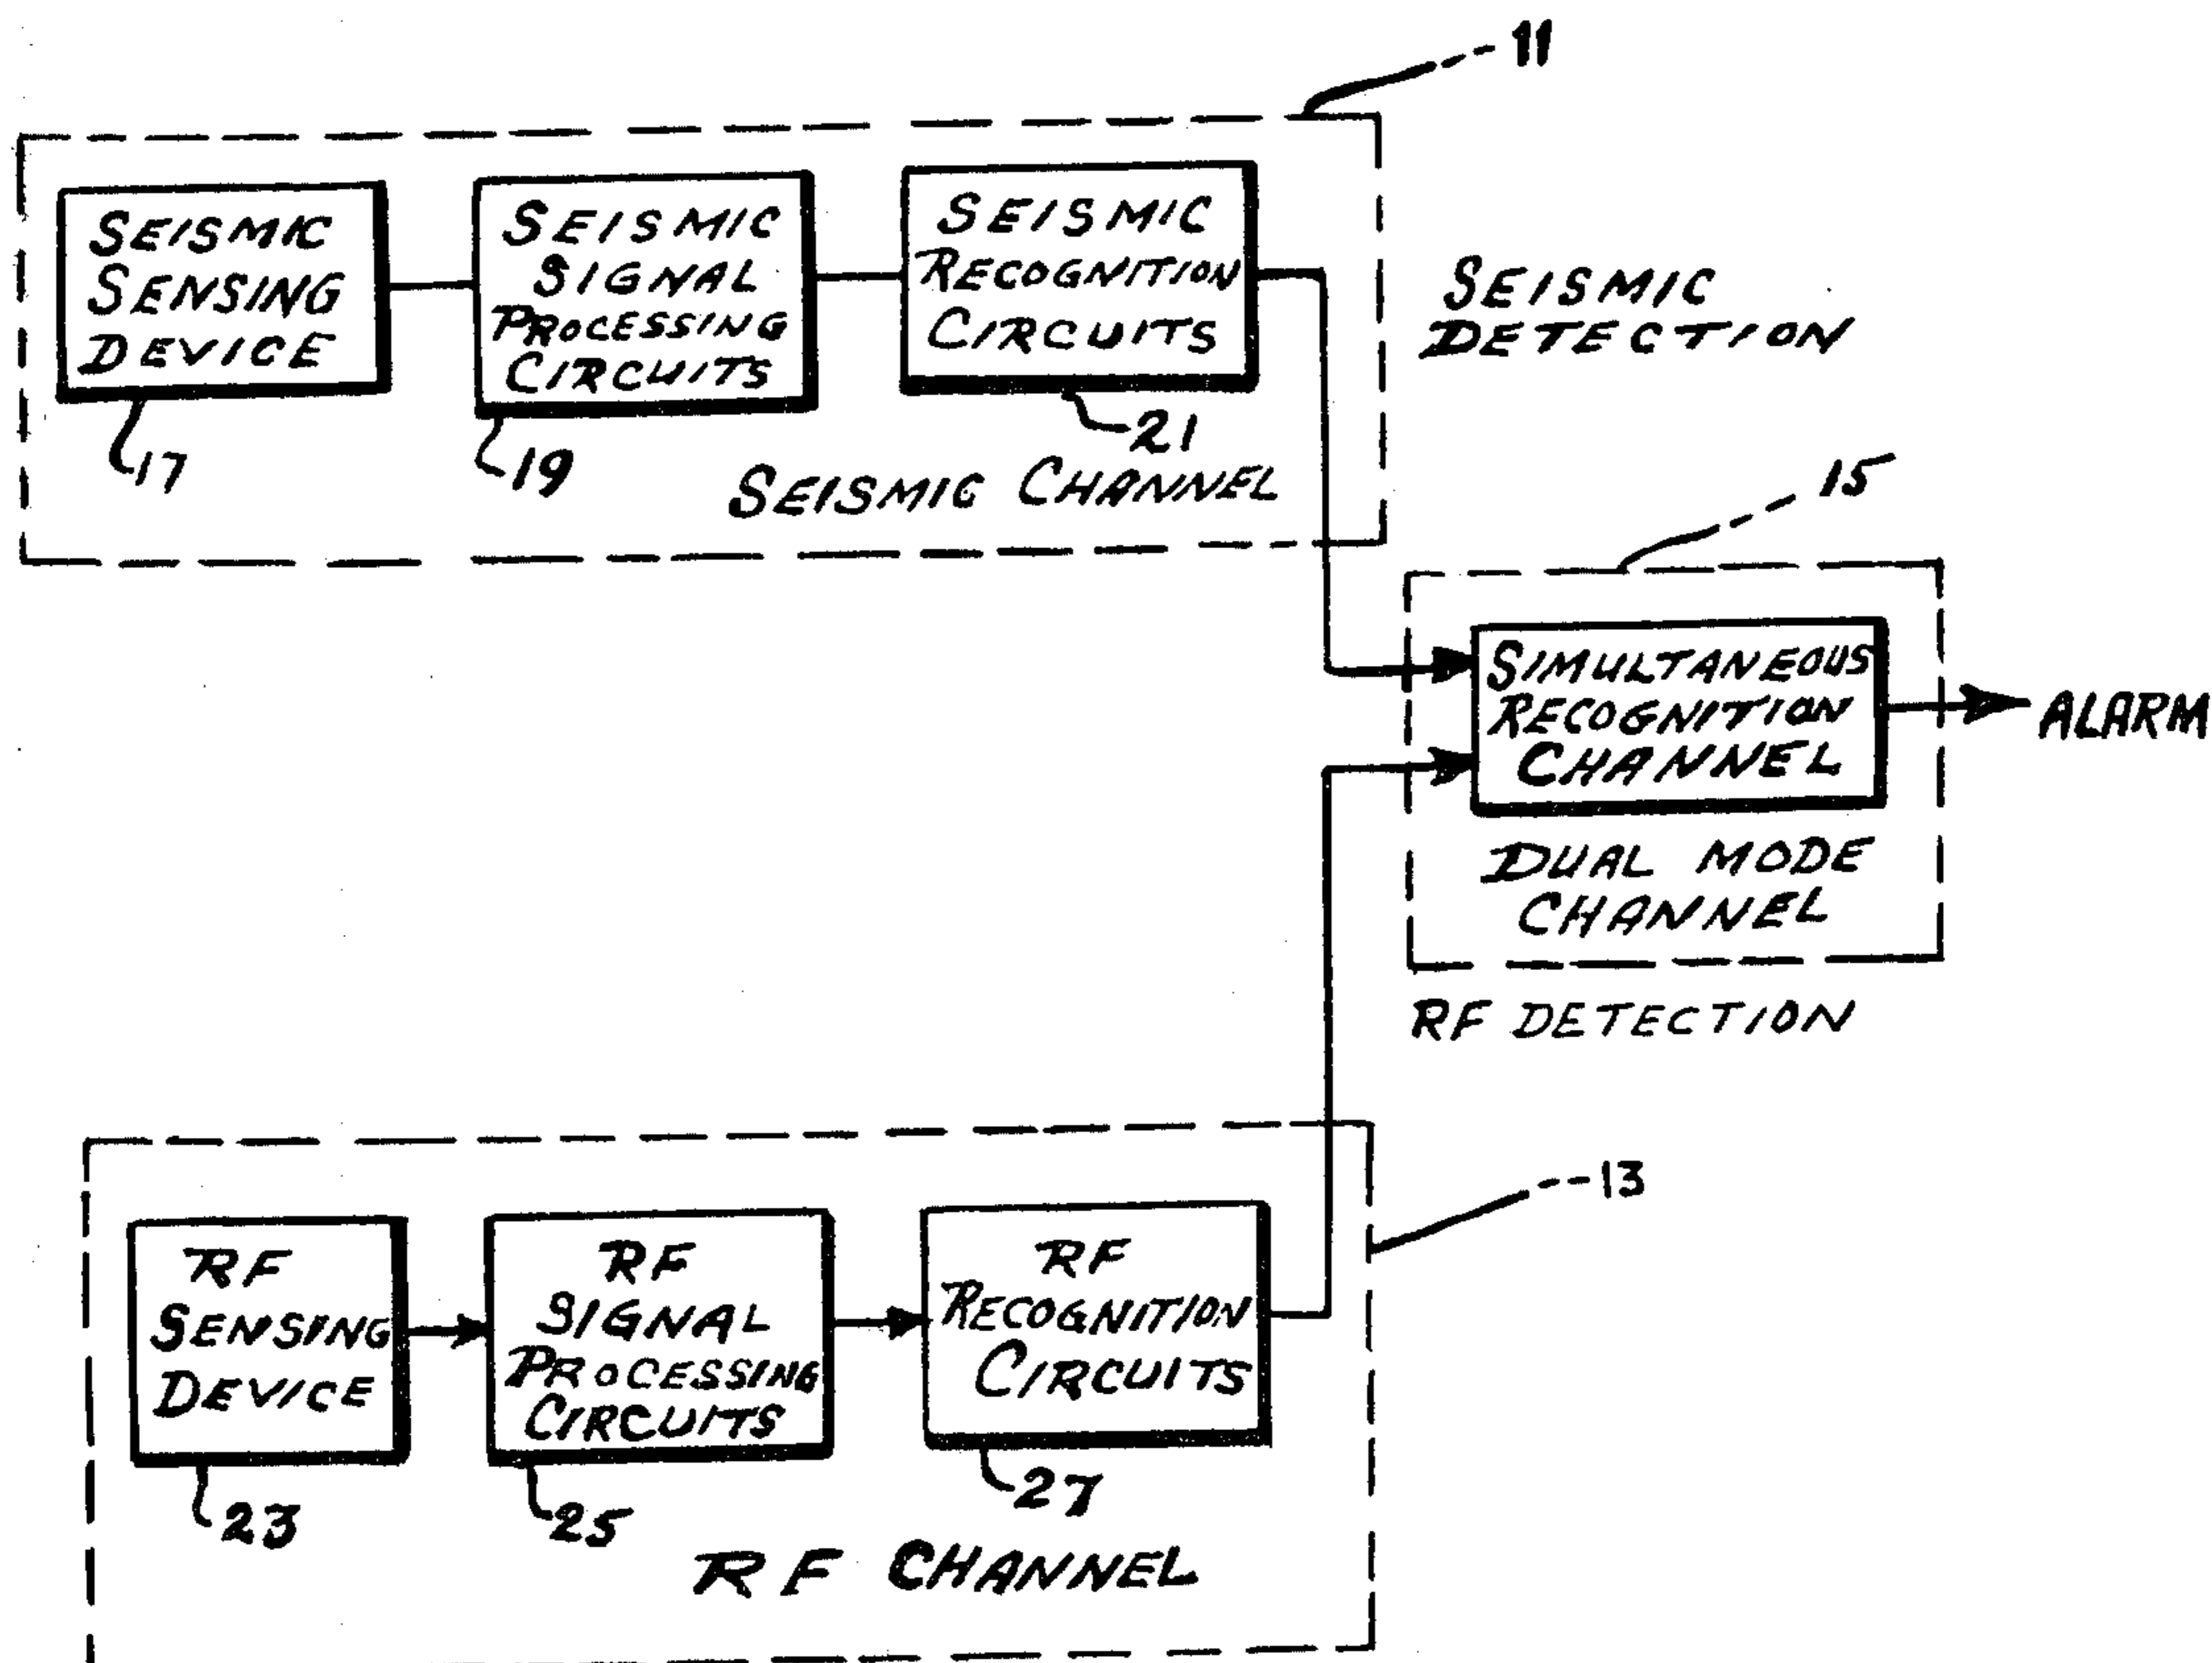 11
SEISMIC
SENSING
DEVICE
17
SEISMIC
SIGNAL
PROCESSING
CIRCUITS
19
SEISMIC
RECOGNITION
CIRCUITS
21
SEISMIC CHANNEL
SEISMIC
DETECTION
15
SIMULTANEOUS
RECOGNITION
CHANNEL
ALARM
DUAL MODE
CHANNEL
RF DETECTION
13
RF
SENSING
DEVICE
23
RF
SIGNAL
PROCESSING
CIRCUITS
25
RF
RECOGNITION
CIRCUITS
27
RF CHANNEL